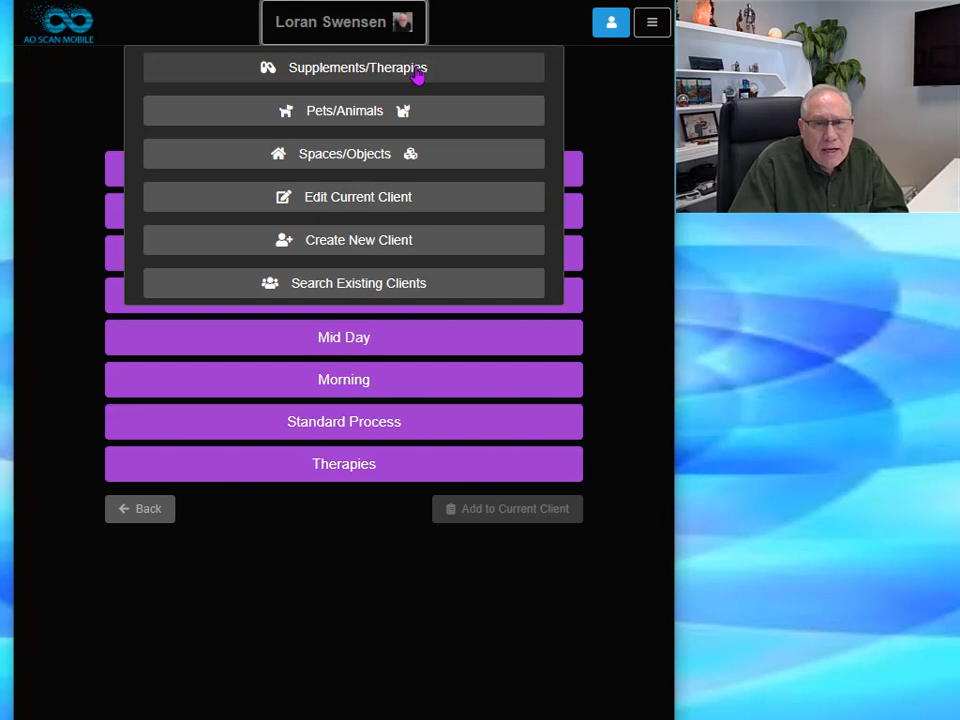 AO SCAN MOBILE
Loran Swensen
Supplements/Therapies
Pets/Animals
Spaces/Objects
Edit Current Client
Create New Client
Search Existing Clients
Mid Day
Morning
Standard Process
Therapies
Back
Add to Current Client